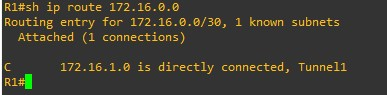 R1#sh ip route 172.16.0.0
Routing entry for 172.16.0.0/30, 1 known subnets
Attached (1 connections)
C 172.16.1.0 is directly connected, Tunnel1
R1#